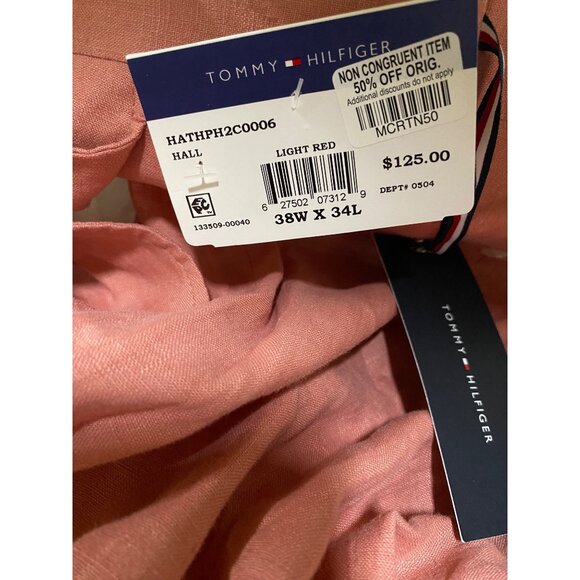 TOMMY HILFIGER
NON CONGRUENT ITEM
50% OFF ORIG.
Additional discounts do not apply
MCRTN50
HATHPH2C0006
HALL
LIGHT RED
$125.00
6 27502 07312 9
DEPT# 0504
133509-00040
38W X 34L
TOMMY HILFIGER